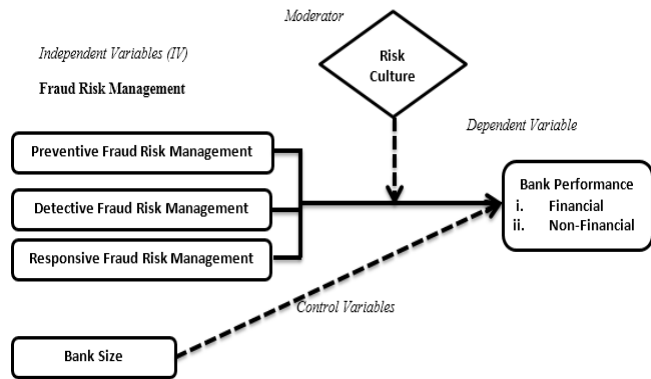 Moderator
Independent Variables (IV)
Fraud Risk Management
Risk
Culture
Dependent Variable
Preventive Fraud Risk Management
Detective Fraud Risk Management
Responsive Fraud Risk Management
Bank Performance
i. Financial
ii. Non-Financial
Control Variables
Bank Size